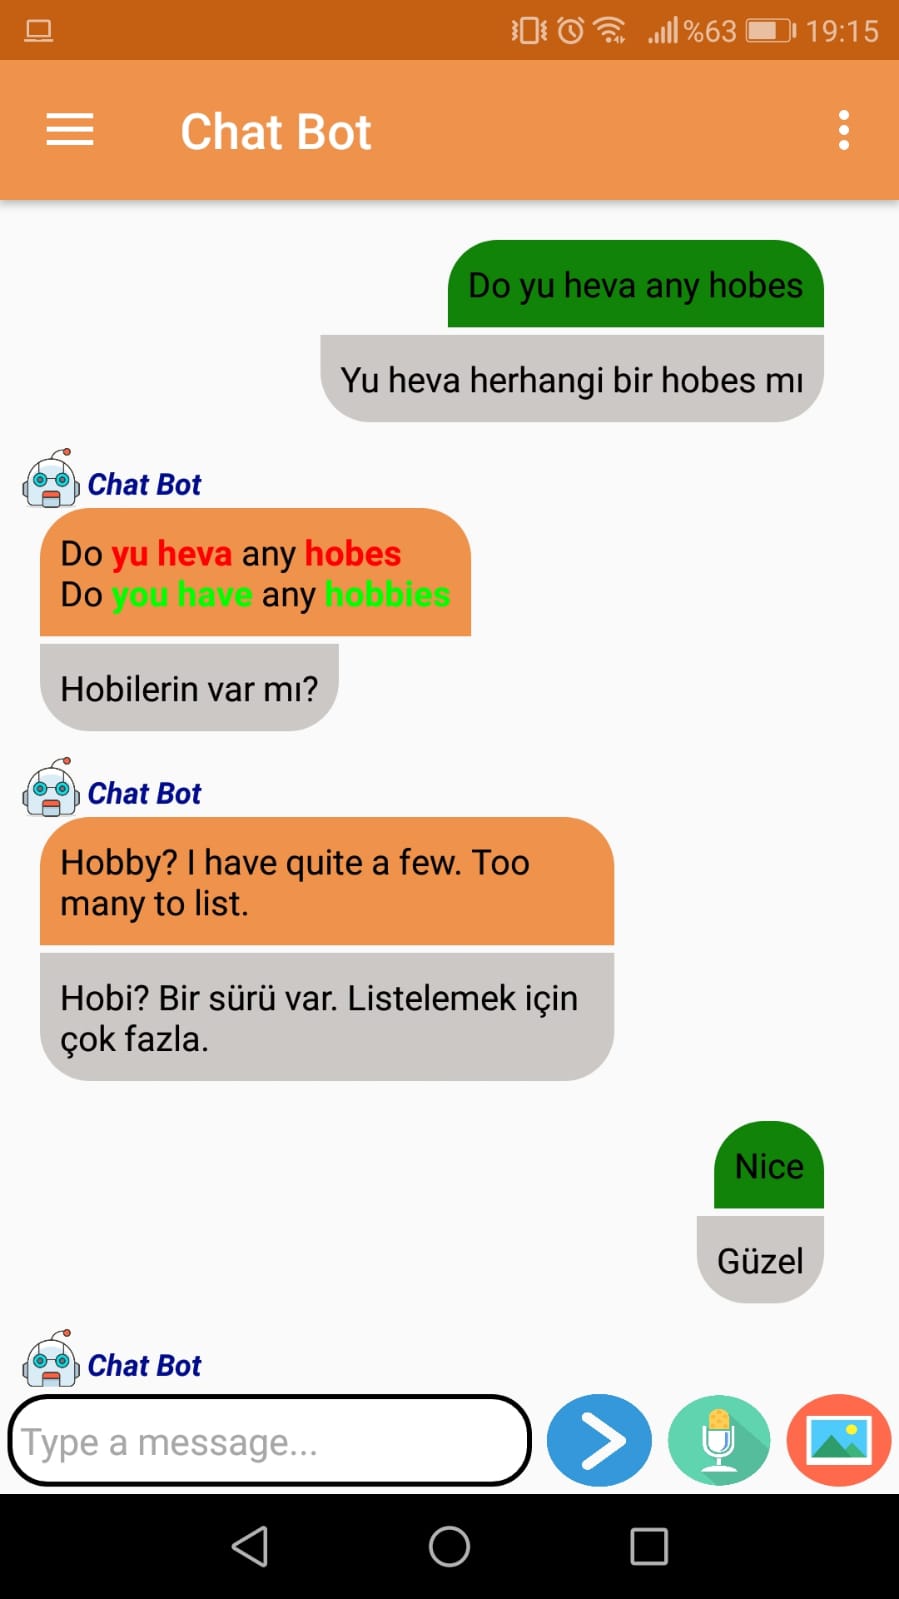 %63 19:15
Chat Bot
Do yu heva any hobes
Yu heva herhangi bir hobes mı
Chat Bot
Do yu heva any hobes
Do you have any hobbies
Hobilerin var mı?
Chat Bot
Hobby? I have quite a few. Too
many to list.
Hobi? Bir sürü var. Listelemek için
çok fazla.
Nice
Güzel
Chat Bot
Type a message...